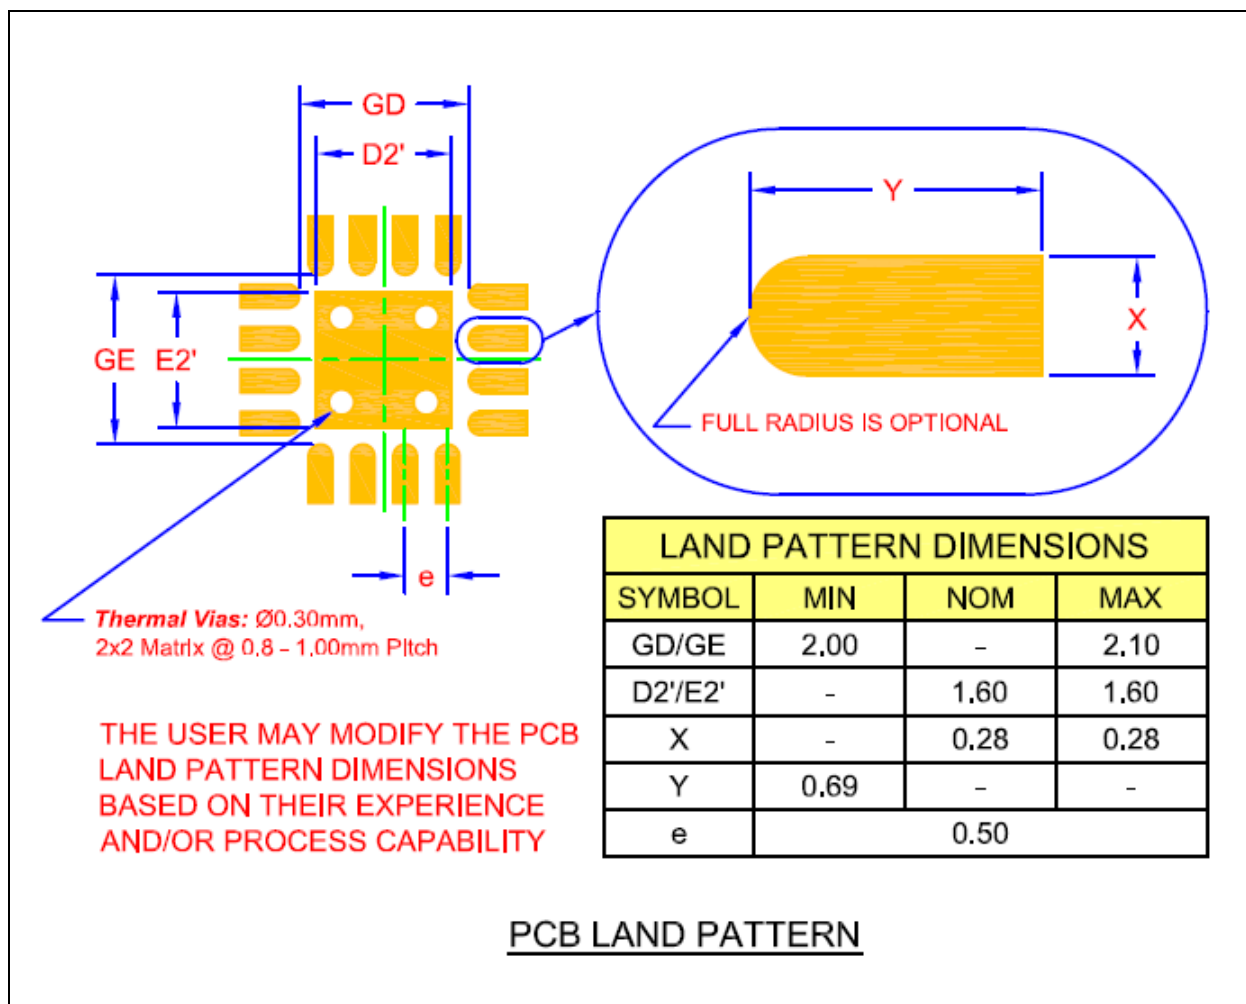 GD
D2'
Y
GE
E2'
X
FULL RADIUS IS OPTIONAL
e
Thermal Vias: Ø0.30mm,
2x2 Matrix @ 0.8 – 1.00mm Pitch
THE USER MAY MODIFY THE PCB
LAND PATTERN DIMENSIONS
BASED ON THEIR EXPERIENCE
AND/OR PROCESS CAPABILITY
LAND PATTERN DIMENSIONS
SYMBOL MIN NOM MAX
GD/GE 2.00 - 2.10
D2'/E2' - 1.60 1.60
X - 0.28 0.28
Y 0.69 - -
e 0.50
PCB LAND PATTERN